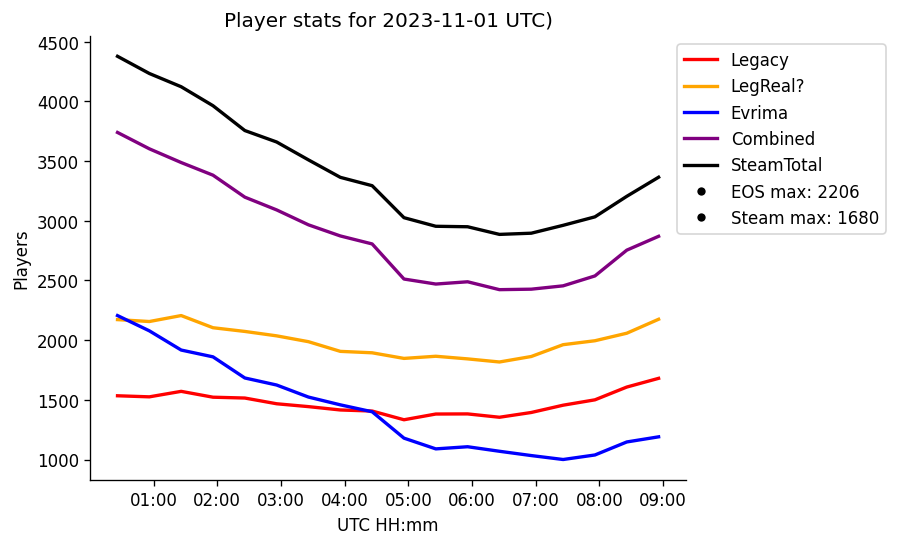 Player stats for 2023-11-01 UTC)
4500
4000
3500
3000
2500
2000
1500
1000
Players
01:00 02:00 03:00 04:00 05:00 06:00 07:00 08:00 09:00
UTC HH:mm
Legacy
LegReal?
Evrima
Combined
SteamTotal
EOS max: 2206
Steam max: 1680